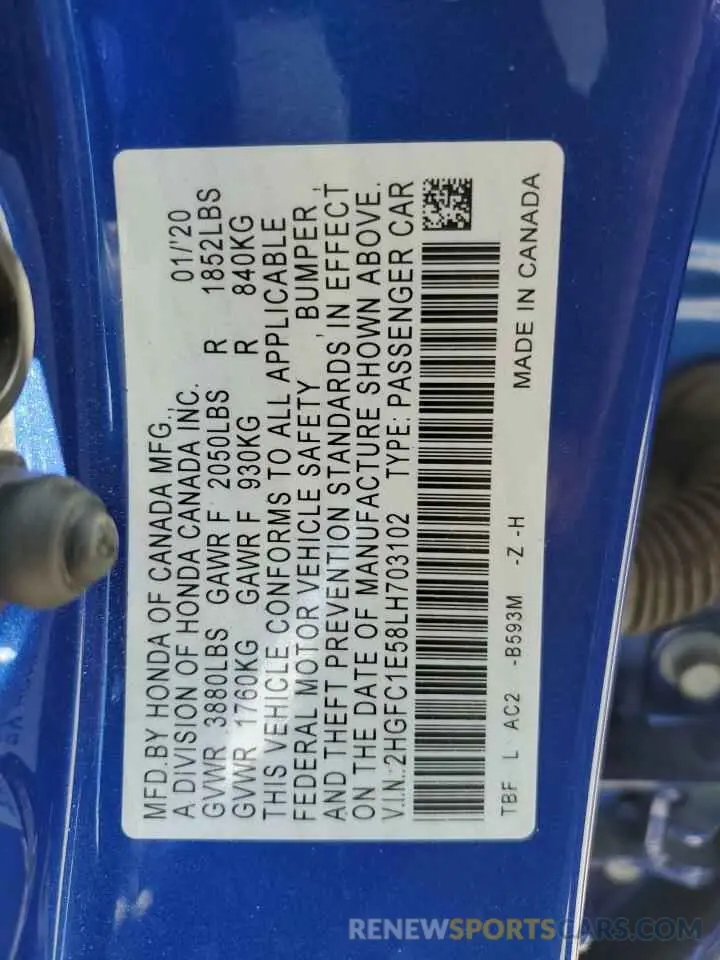 MFD.BY HONDA OF CANADA MFG.,
A DIVISION OF HONDA CANADA INC. 01/'20
GVWR 3880LBS GAWR F 2050LBS R 1852LBS
GVWR 1760KG GAWR F 930KG R 840KG
THIS VEHICLE CONFORMS TO ALL APPLICABLE
FEDERAL MOTOR VEHICLE SAFETY , BUMPER ,
AND THEFT PREVENTION STANDARDS IN EFFECT
ON THE DATE OF MANUFACTURE SHOWN ABOVE.
V.I.N.:2HGFC1E58LH703102 TYPE: PASSENGER CAR
TBF L AC2 -B593M -Z -H MADE IN CANADA
RENEWSPORTSCARS.COM